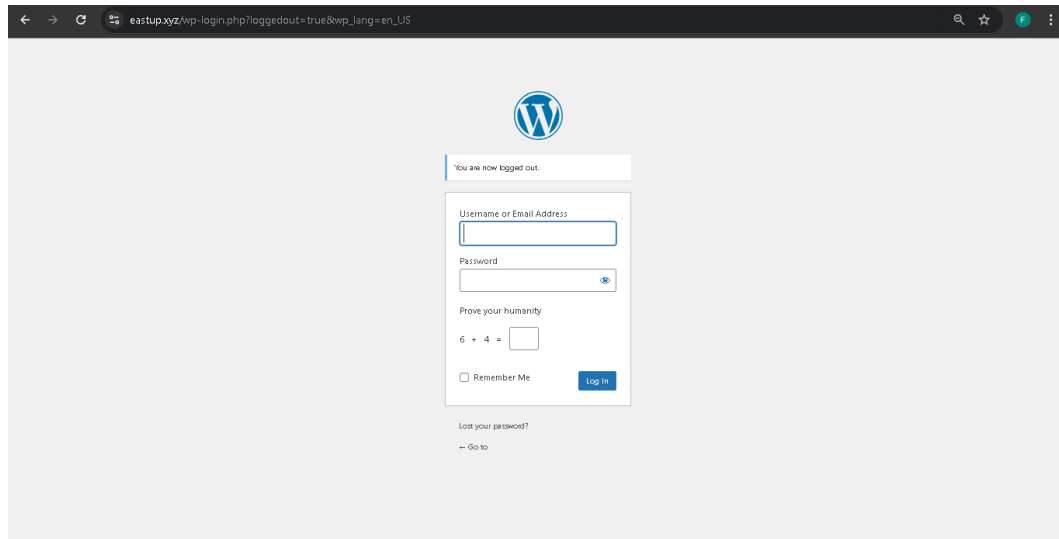 eastup.xyz/wp-login.php?loggedout=true&wp_lang=en_US
F
You are now logged out.
Username or Email Address
Password
Prove your humanity
6 + 4 =
Remember Me
Log In
Lost your password?
← Go to